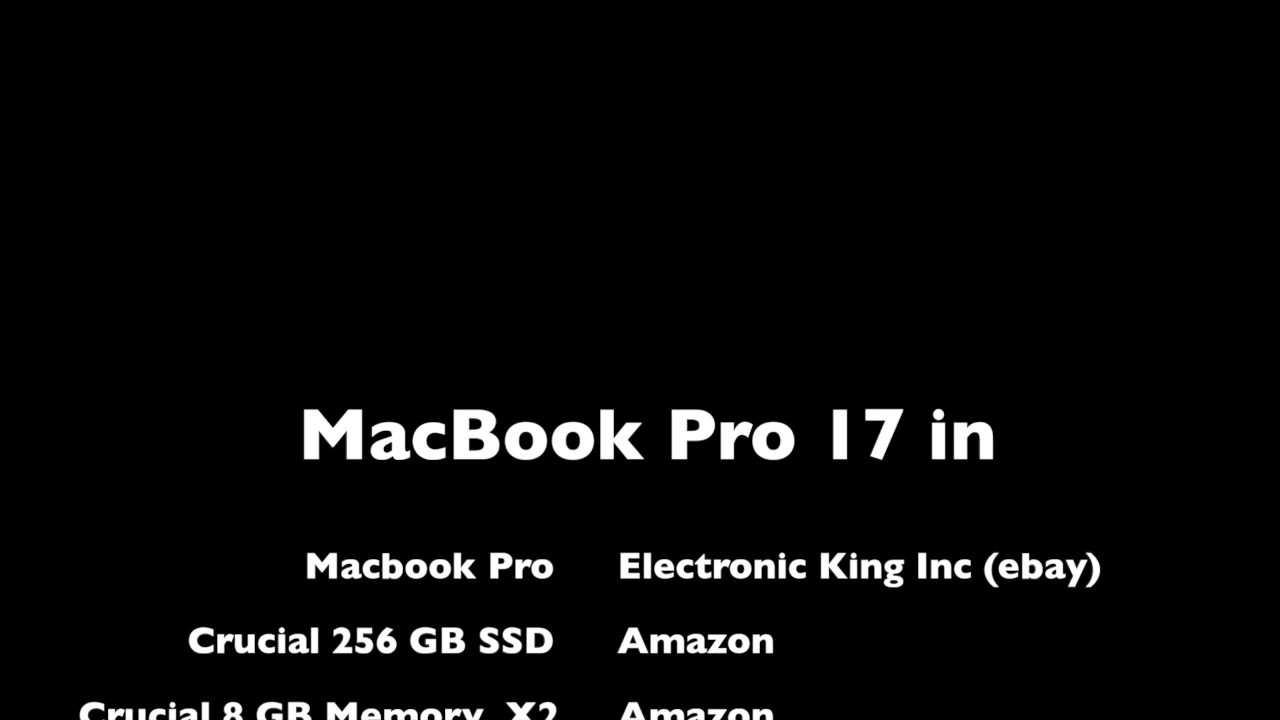 MacBook Pro 17 in
Macbook Pro Electronic King Inc (ebay)
Crucial 256 GB SSD Amazon
Crucial 8 GB Memory X2 Amazon